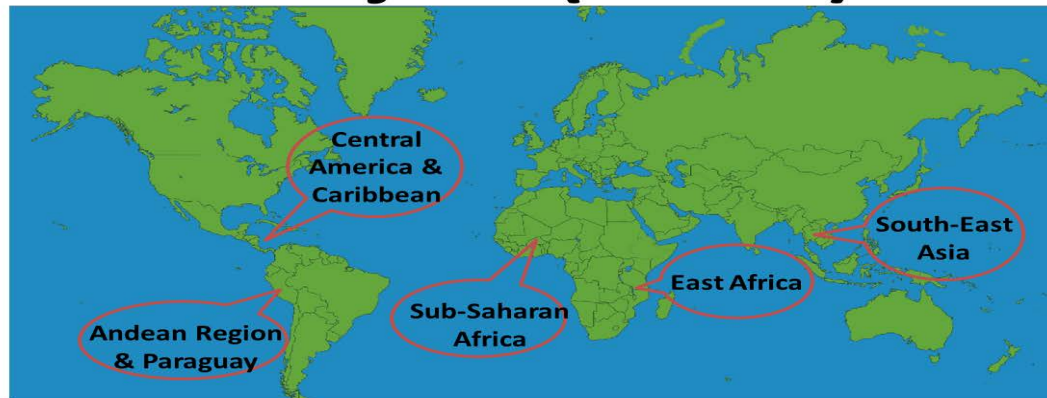 Central
America &
Caribbean
South-East
Asia
East Africa
Sub-Saharan
Africa
Andean Region
& Paraguay